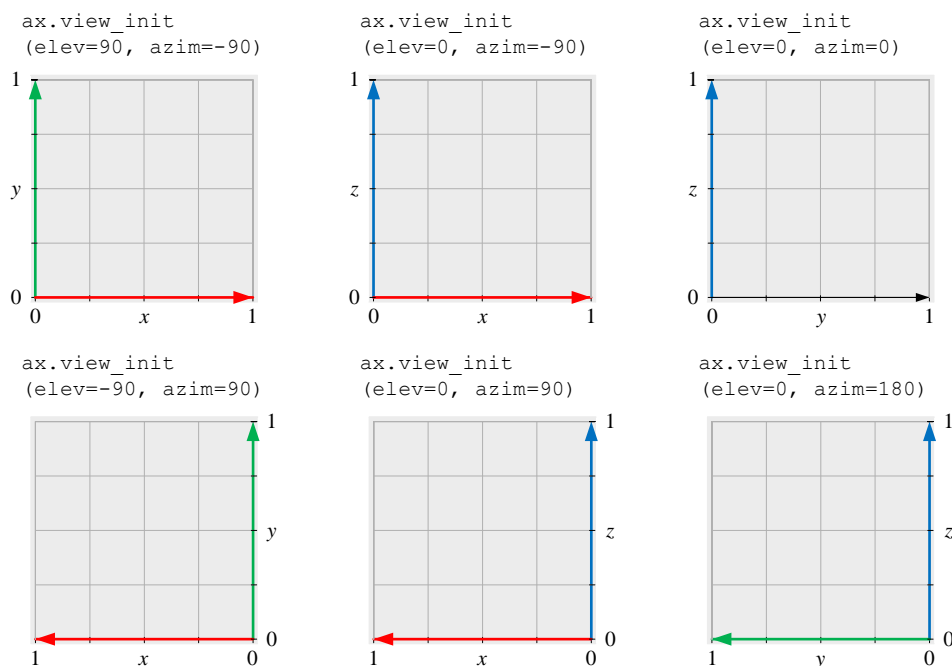 ax.view_init
(elev=90, azim=-90)
1
y
0
0 x 1
ax.view_init
(elev=0, azim=-90)
1
z
0
0 x 1
ax.view_init
(elev=0, azim=0)
1
z
0
0 y 1
ax.view_init
(elev=-90, azim=90)
1
y
0
1 x 0
ax.view_init
(elev=0, azim=90)
1
z
0
1 x 0
ax.view_init
(elev=0, azim=180)
1
z
0
1 y 0